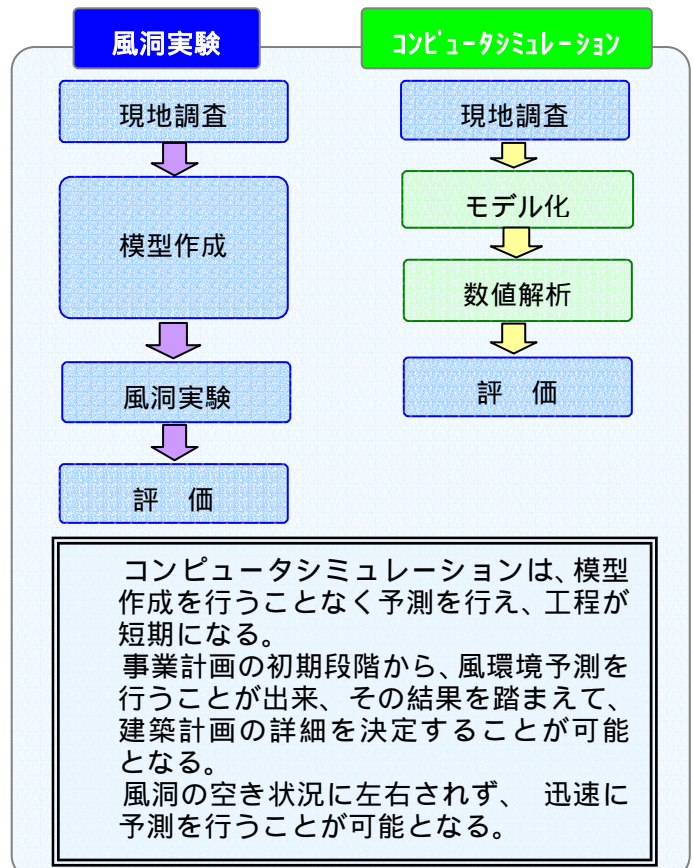 風洞実験
現地調査
模型作成
風洞実験
評　価
ｺﾝﾋﾟｭｰﾀｼﾐｭﾚｰｼｮﾝ
現地調査
モデル化
数値解析
評　価
コンピュータシミュレーションは、模型
作成を行うことなく予測を行え、工程が
短期になる。
事業計画の初期段階から、風環境予測を
行うことが出来、その結果を踏まえて、
建築計画の詳細を決定することが可能
となる。
風洞の空き状況に左右されず、　迅速に
予測を行うことが可能となる。